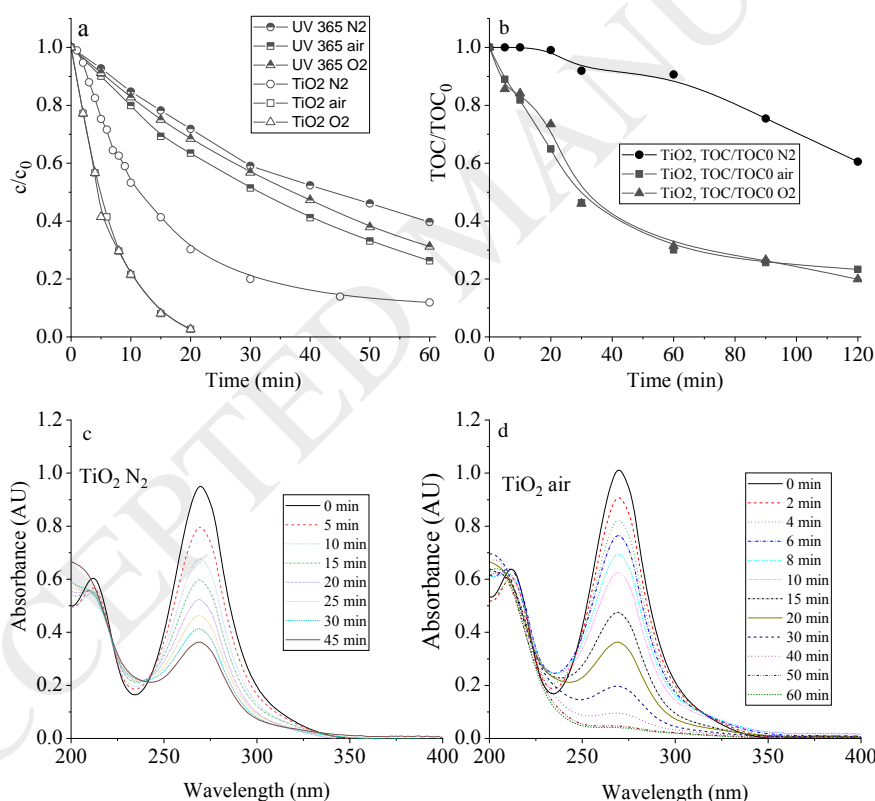 a
UV 365 N2
UV 365 air
UV 365 O2
TiO2 N2
TiO2 air
TiO2 O2
1.0
0.8
0.6
0.4
0.2
0.0
c/c0
0 10 20 30 40 50 60
Time (min)
b
TiO2, TOC/TOC0 N2
TiO2, TOC/TOC0 air
TiO2, TOC/TOC0 O2
1.0
0.8
0.6
0.4
0.2
0.0
TOC/TOC0
0 20 40 60 80 100 120
Time (min)
c
TiO2 N2
0 min
5 min
10 min
15 min
20 min
25 min
30 min
45 min
1.2
1.0
0.8
0.6
0.4
0.2
0.0
Absorbance (AU)
200 250 300 350 400
Wavelength (nm)
d
TiO2 air
0 min
2 min
4 min
6 min
8 min
10 min
15 min
20 min
30 min
40 min
50 min
60 min
1.2
1.0
0.8
0.6
0.4
0.2
0.0
Absorbance (AU)
200 250 300 350 400
Wavelength (nm)
CCEPTED MANU